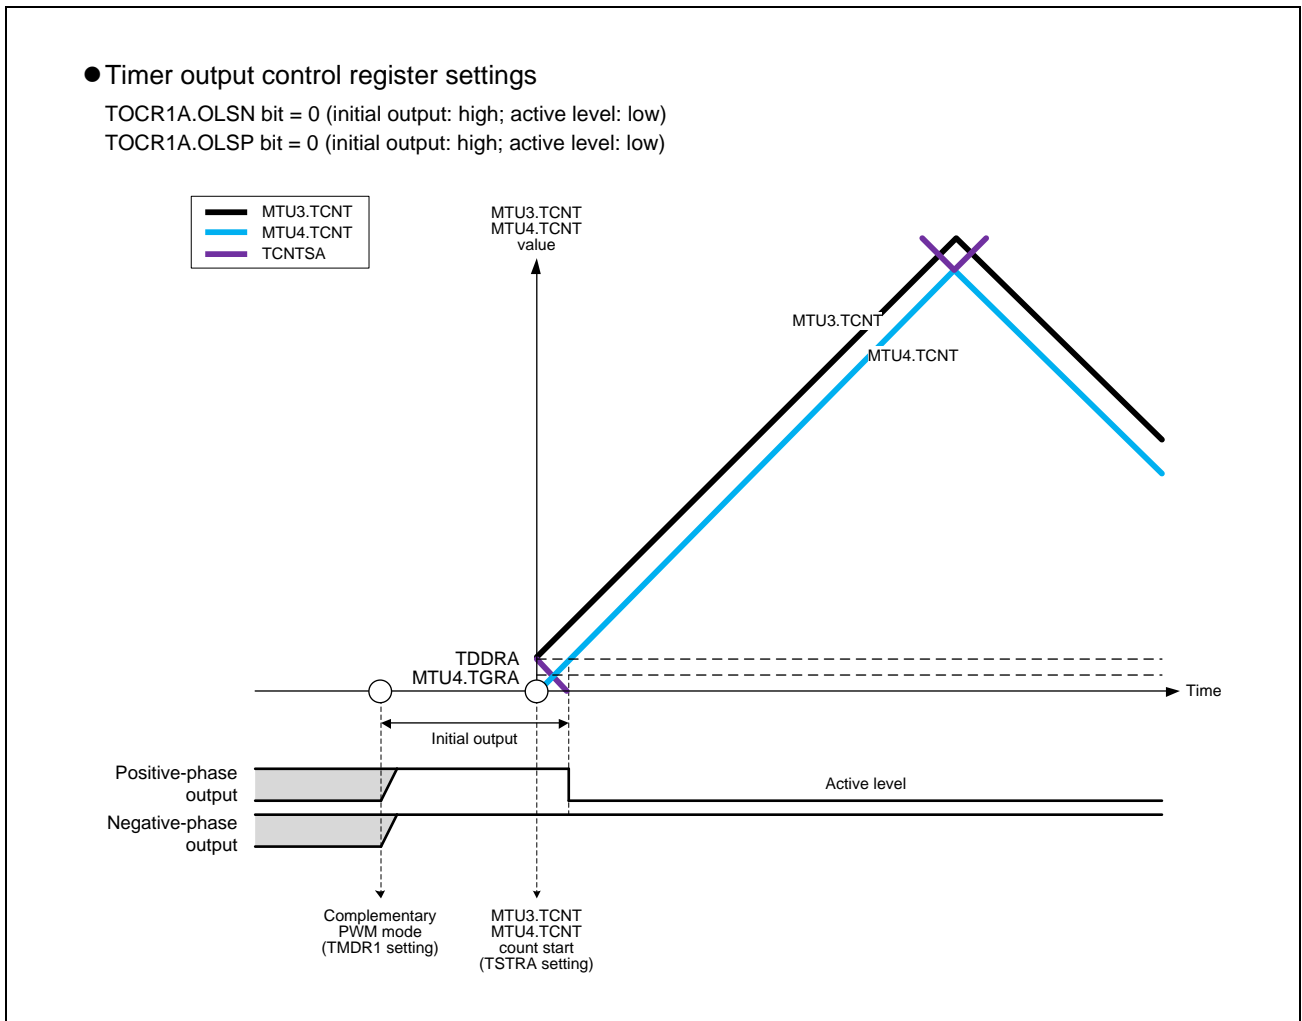 ● Timer output control register settings
TOCR1A.OLSN bit = 0 (initial output: high; active level: low)
TOCR1A.OLSP bit = 0 (initial output: high; active level: low)
MTU3.TCNT
MTU4.TCNT
TCNTSA
MTU3.TCNT
MTU4.TCNT
value
MTU3.TCNT
MTU4.TCNT
TDDRA
MTU4.TGRA
Time
Initial output
Positive-phase
output
Active level
Negative-phase
output
Complementary
PWM mode
(TMDR1 setting)
MTU3.TCNT
MTU4.TCNT
count start
(TSTRA setting)